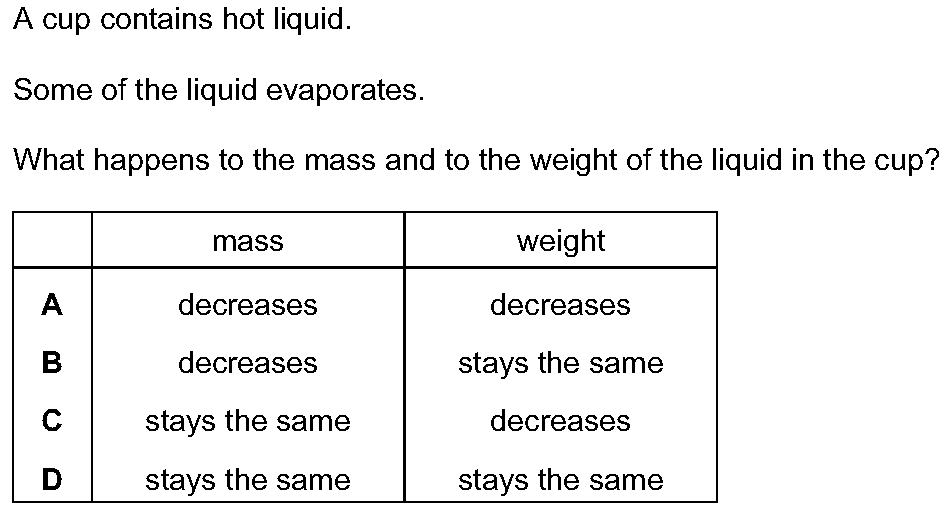 A cup contains hot liquid.
Some of the liquid evaporates.
What happens to the mass and to the weight of the liquid in the cup?
mass weight
A decreases decreases
B decreases stays the same
C stays the same decreases
D stays the same stays the same